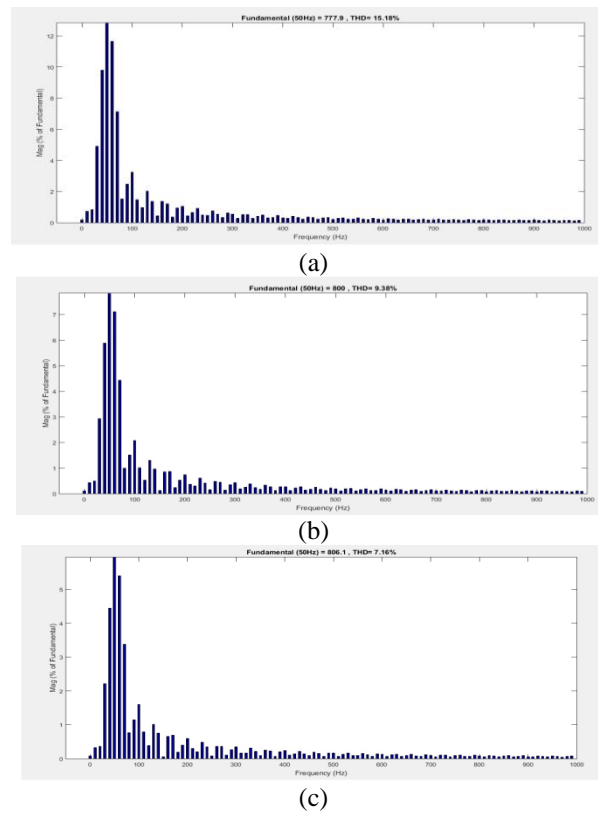 Fundamental (50Hz) = 777.9 , THD= 15.18%
12
10
8
6
4
2
0
Mag (% of Fundamental)
0 100 200 300 400 500 600 700 800 900 1000
Frequency (Hz)
(a)
Fundamental (50Hz) = 800 , THD= 9.38%
7
6
5
4
3
2
1
0
Mag (% of Fundamental)
0 100 200 300 400 500 600 700 800 900 1000
Frequency (Hz)
(b)
Fundamental (50Hz) = 806.1 , THD= 7.16%
5
4
3
2
1
0
Mag (% of Fundamental)
0 100 200 300 400 500 600 700 800 900 1000
Frequency (Hz)
(c)